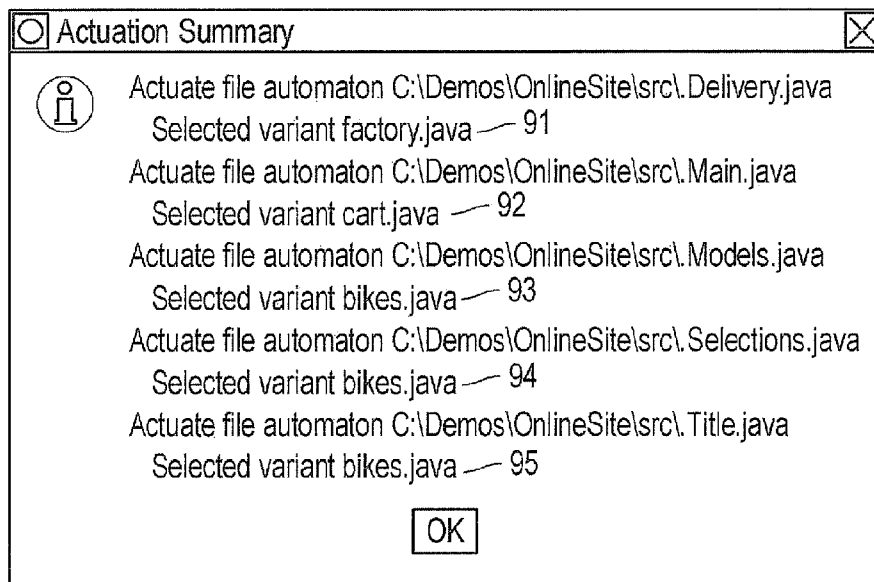 Actuation Summary
Actuate file automaton C:\Demos\OnlineSite\src\.Delivery.java
Selected variant factory.java 91
Actuate file automaton C:\Demos\OnlineSite\src\.Main.java
Selected variant cart.java 92
Actuate file automaton C:\Demos\OnlineSite\src\.Models.java
Selected variant bikes.java 93
Actuate file automaton C:\Demos\OnlineSite\src\.Selections.java
Selected variant bikes.java 94
Actuate file automaton C:\Demos\OnlineSite\src\.Title.java
Selected variant bikes.java 95
OK